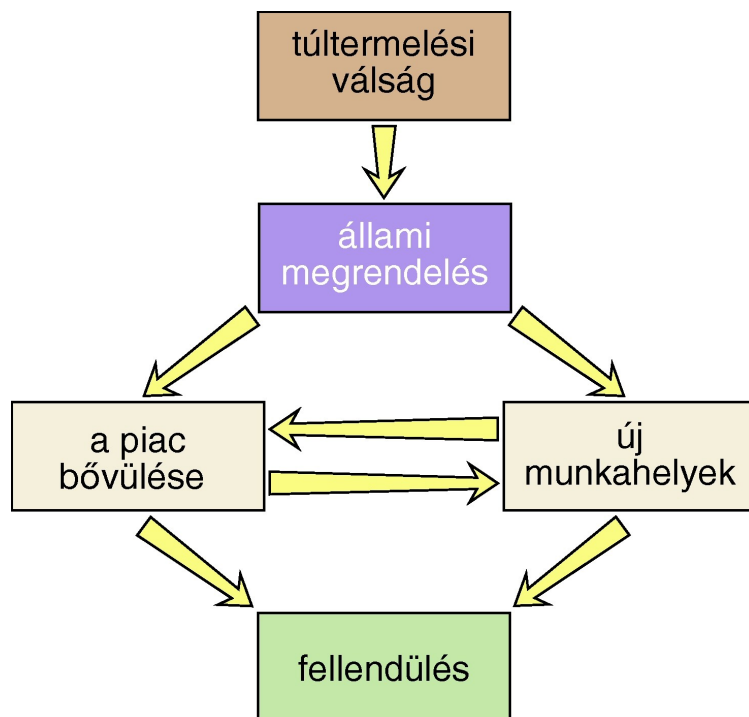 túltermelési
válság
állami
megrendelés
a piac
bővülése
új
munkahelyek
fellendülés